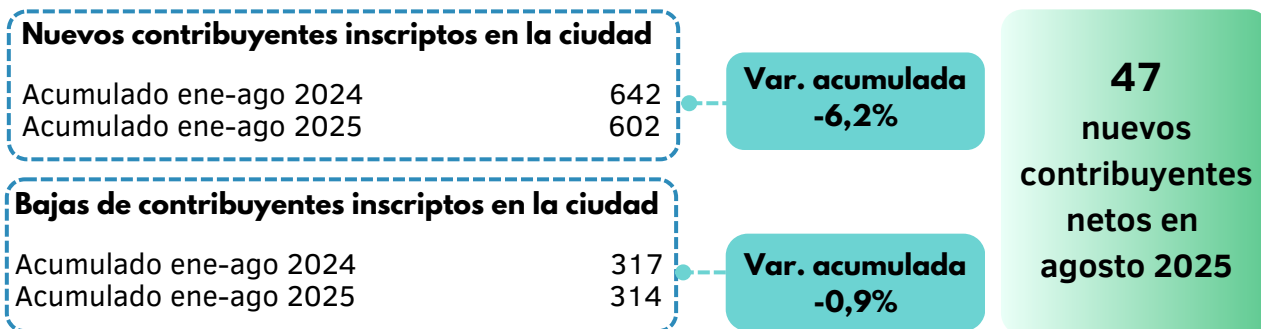 Nuevos contribuyentes inscriptos en la ciudad
Acumulado ene-ago 2024 642
Acumulado ene-ago 2025 602
Var. acumulada
-6,2%
Bajas de contribuyentes inscriptos en la ciudad
Acumulado ene-ago 2024 317
Acumulado ene-ago 2025 314
Var. acumulada
-0,9%
47
nuevos
contribuyentes
netos en
agosto 2025